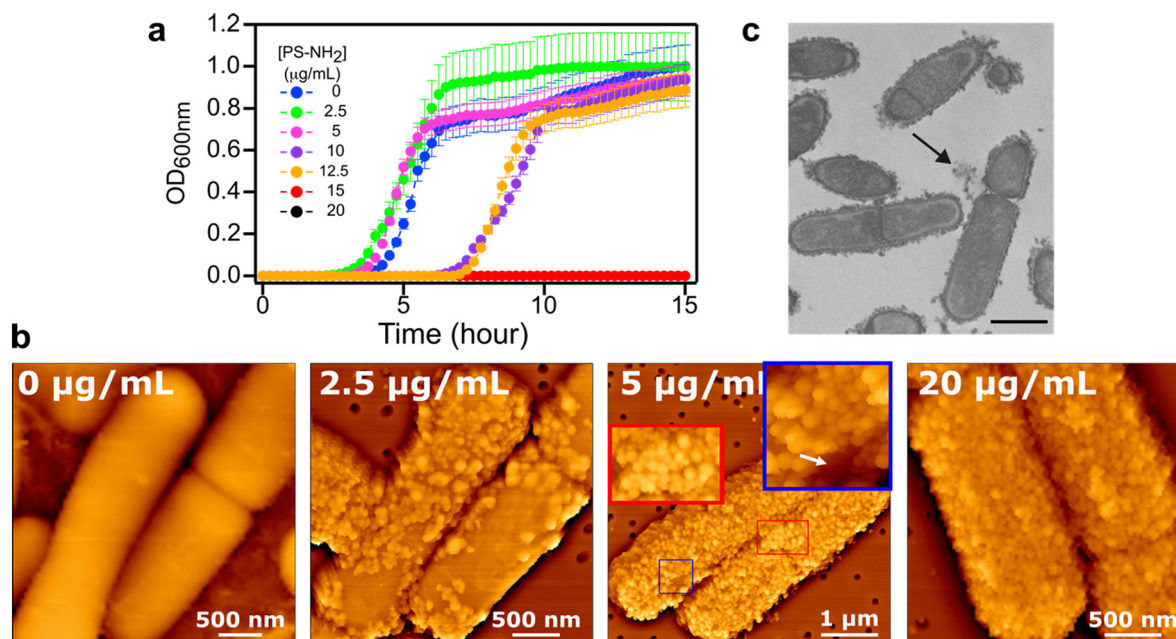 a
1.2
1.0
0.8
0.6
0.4
0.2
0.0
OD600nm
[PS-NH2]
(μg/mL)
0
2.5
5
10
12.5
15
20
0 5 10 15
Time (hour)
c
b
0 μg/mL
500 nm
2.5 μg/mL
500 nm
5 μg/mL
1 μm
20 μg/mL
500 nm